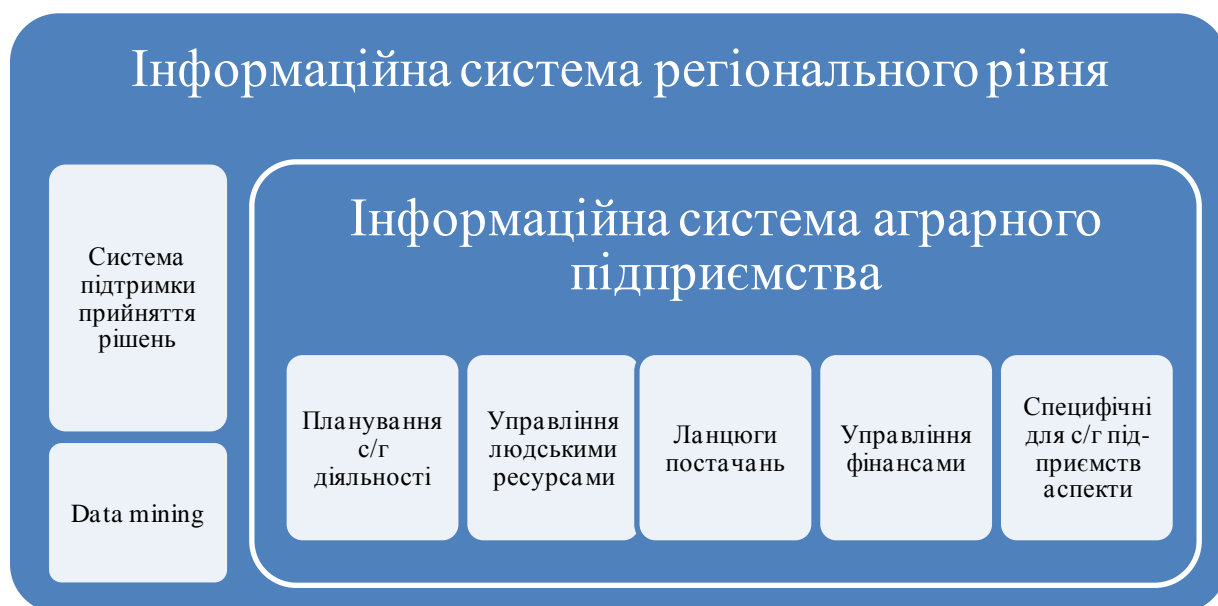 Інформаційна система регіонального рівня
Система
підтримки
прийняття
рішень
Data mining
Інформаційна система аграрного
підприємства
Планування
с/г
діяльності
Управління
людськими
ресурсами
Ланцюги
постачань
Управління
фінансами
Специфічні
для с/г під-
приємств
аспекти